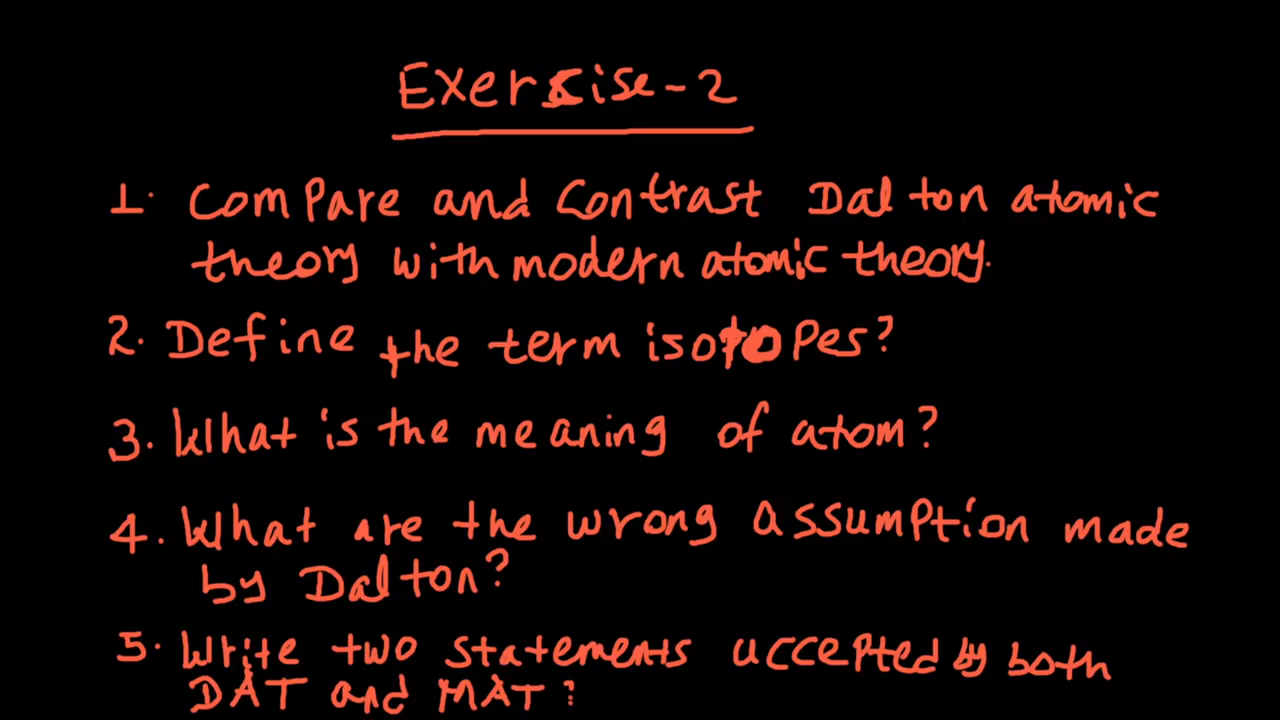 Exercise-2
1. Compare and Contrast Dalton atomic
theory with modern atomic theory.
2. Define the term isotopes?
3. What is the meaning of atom?
4. What are the wrong assumption made
by Dalton?
5. Write two statements accepted by both
DAT and MAT?